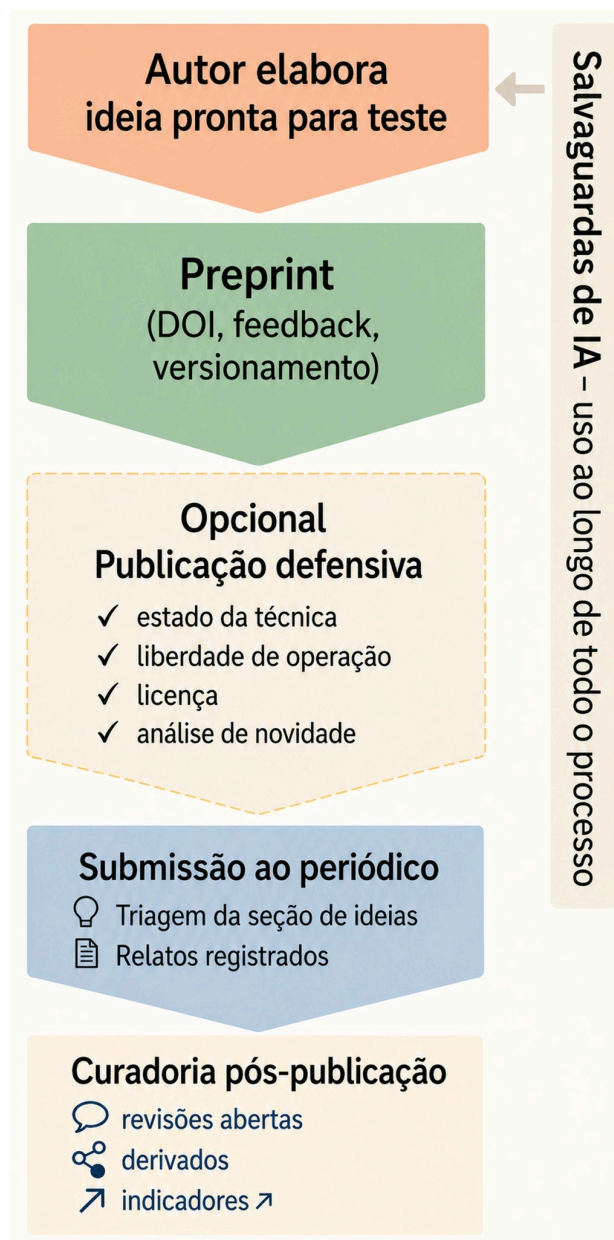 Autor elabora
ideia pronta para teste
Preprint
(DOI, feedback,
versionamento)
Opcional
Publicação defensiva
✓ estado da técnica
✓ liberdade de operação
✓ licença
✓ análise de novidade
Submissão ao periódico
Triagem da seção de ideias
Relatos registrados
Curadoria pós-publicação
revisões abertas
derivados
indicadores ↗
Salvaguardas de IA – uso ao longo de todo o processo